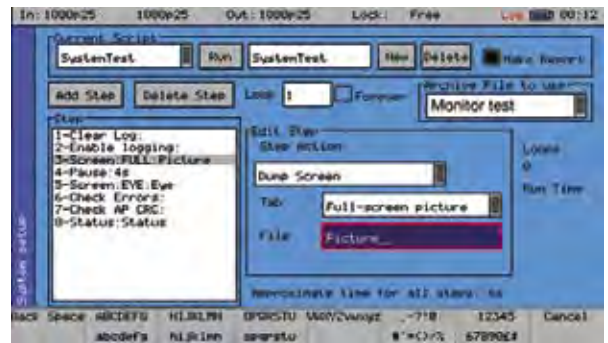 In: 1080p25 1080p25 Out: 1080p25 Lock: Free Log 00:12
Current Script
SystemTest Run SystemTest New Delete Make Report
Add Step Delete Step Loop 1 Forever Archive File to use
Monitor test
Step
1-Clear Log:
2-Enable logging:
3-Screen:FULL:Picture
4-Pause:4s
5-Screen:EYE:Eye
6-Check Errors:
7-Check AP CRC:
8-Status:Status
Edit Step
Step Action
Dump Screen
Tab Full-screen picture
File Picture_
Loops
0
Run Time
Approximate time for all steps:
System setup
Back Space ABCDEFG HIJKLMN OPQRSTU 12345 Cancel
abcdefg hijklmn opqrstu 67890£#